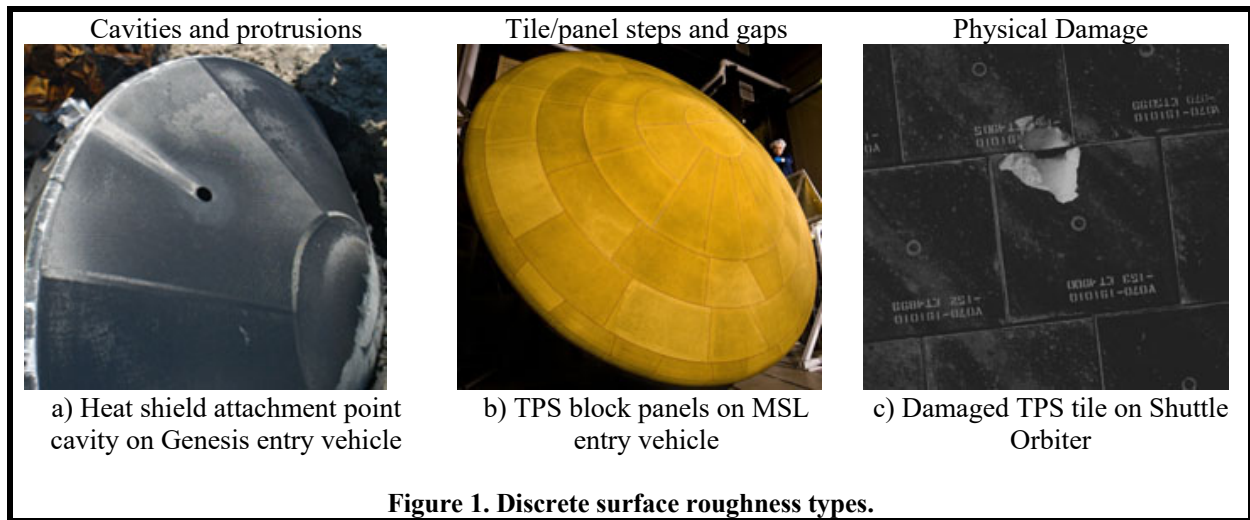 Cavities and protrusions
Tile/panel steps and gaps
Physical Damage
a) Heat shield attachment point
cavity on Genesis entry vehicle
b) TPS block panels on MSL
entry vehicle
c) Damaged TPS tile on Shuttle
Orbiter
Figure 1. Discrete surface roughness types.